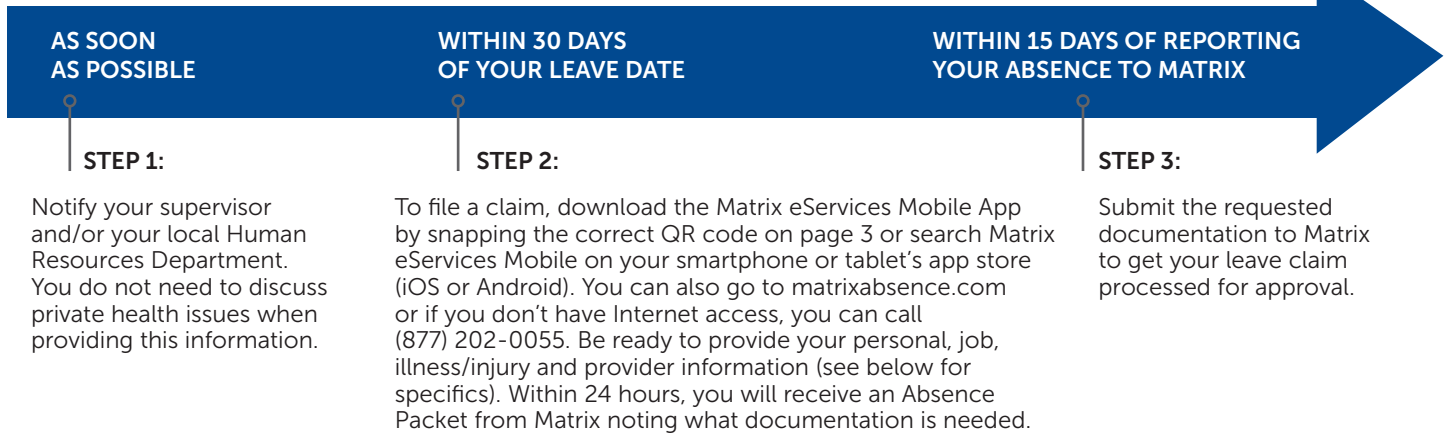 AS SOON
AS POSSIBLE
WITHIN 30 DAYS
OF YOUR LEAVE DATE
WITHIN 15 DAYS OF REPORTING
YOUR ABSENCE TO MATRIX
STEP 1:
Notify your supervisor
and/or your local Human
Resources Department.
You do not need to discuss
private health issues when
providing this information.
STEP 2:
To file a claim, download the Matrix eServices Mobile App
by snapping the correct QR code on page 3 or search Matrix
eServices Mobile on your smartphone or tablet’s app store
(iOS or Android). You can also go to matrixabsence.com
or if you don’t have Internet access, you can call
(877) 202-0055. Be ready to provide your personal, job,
illness/injury and provider information (see below for
specifics). Within 24 hours, you will receive an Absence
Packet from Matrix noting what documentation is needed.
STEP 3:
Submit the requested
documentation to Matrix
to get your leave claim
processed for approval.